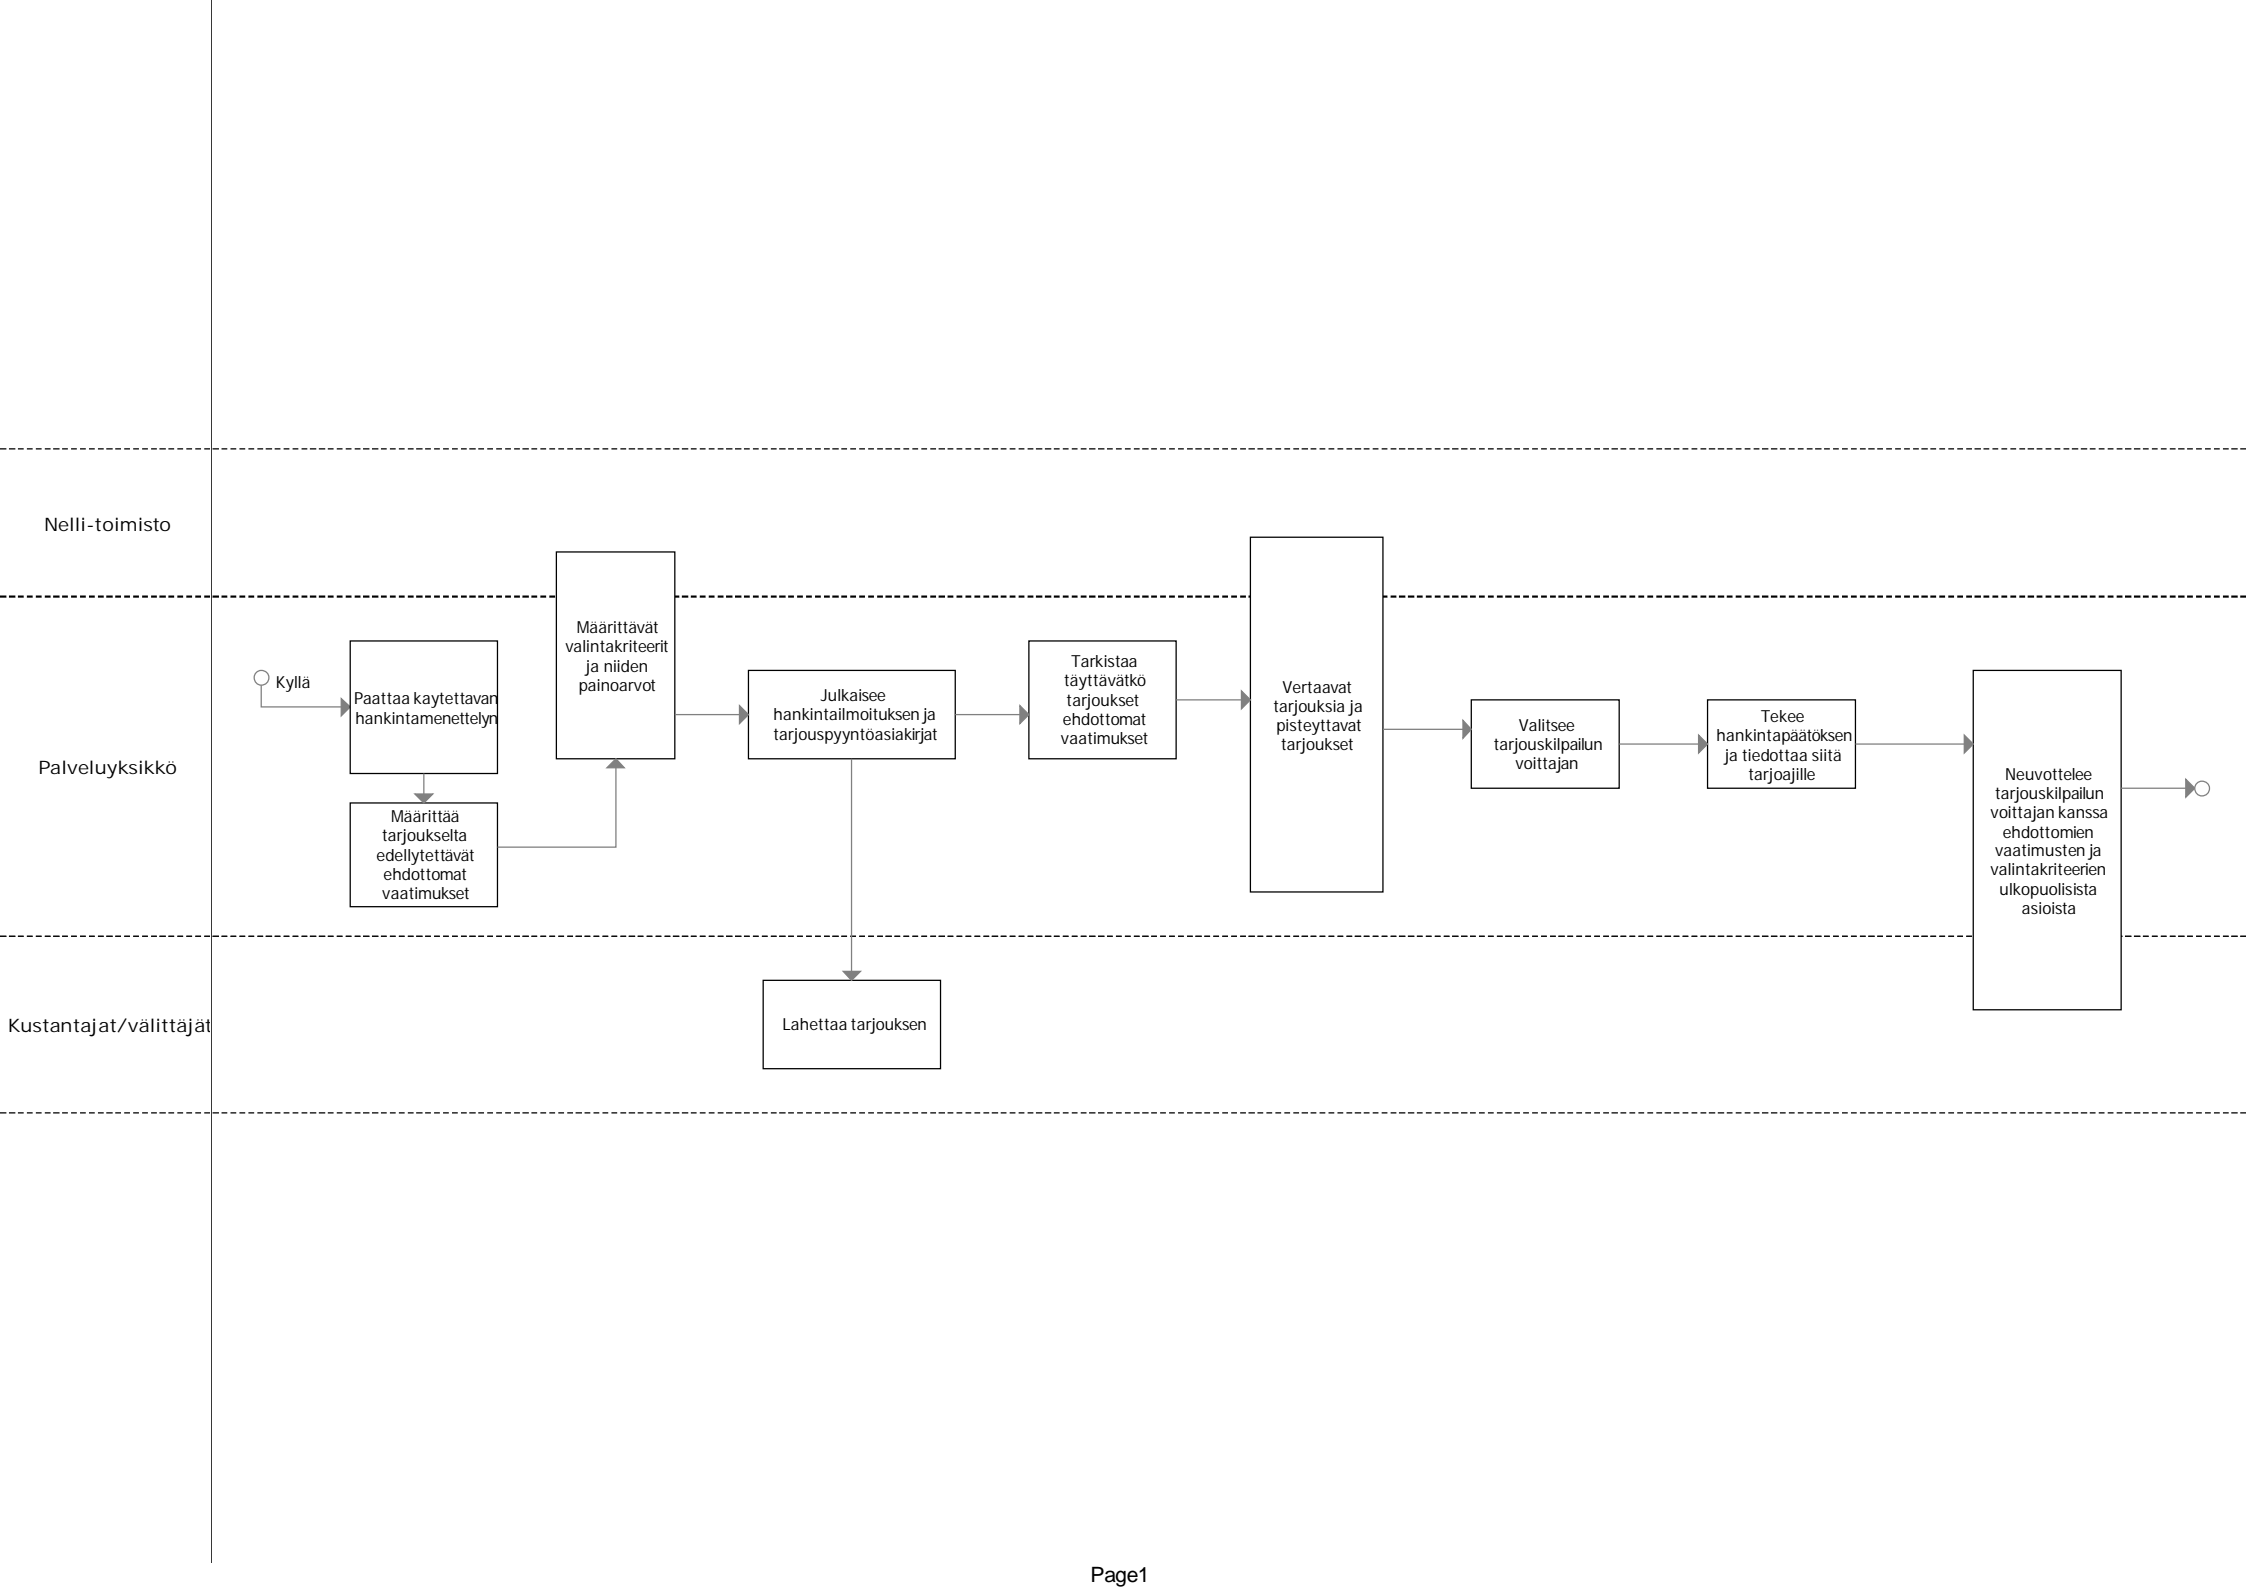 Nelli-toimisto
Palveluyksikkö
Kustantajat/välittäjät
Kyllä
Paattaa kaytettavan
hankintamenettelyn
Määrittää
tarjoukselta
edellytettävät
ehdottomat
vaatimukset
Määrittävät
valintakriteerit
ja niiden
painoarvot
Julkaisee
hankintailmoituksen ja
tarjouspyyntöasiakirjat
Lahettaa tarjouksen
Tarkistaa
täyttävätkö
tarjoukset
ehdottomat
vaatimukset
Vertaavat
tarjouksia ja
pisteyttavat
tarjoukset
Valitsee
tarjouskilpailun
voittajan
Tekee
hankintapäätöksen
ja tiedottaa siitä
tarjoajille
Neuvottelee
tarjouskilpailun
voittajan kanssa
ehdottomien
vaatimusten ja
valintakriteerien
ulkopuolisista
asioista
Page1